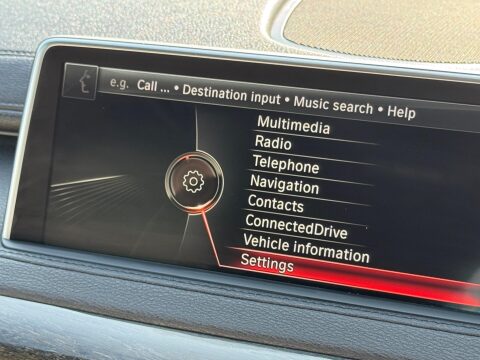 e.g. Call ... • Destination input • Music search • Help
Multimedia
Radio
Telephone
Navigation
Contacts
ConnectedDrive
Vehicle information
Settings